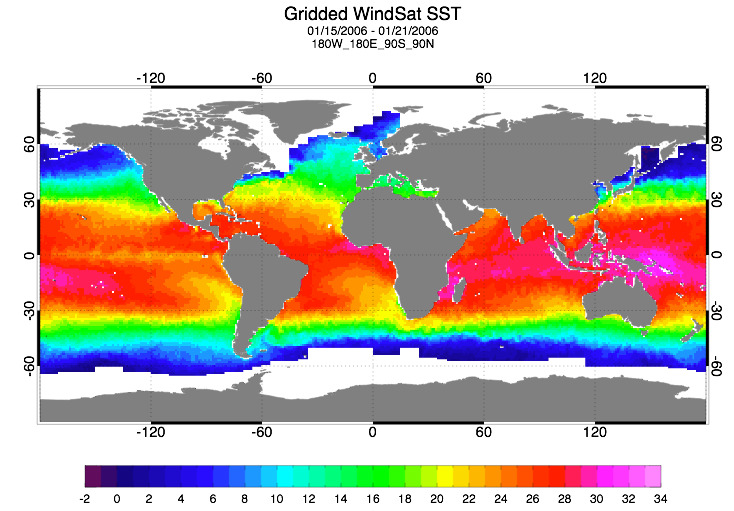 Gridded WindSat SST
01/15/2006 - 01/21/2006
180W_180E_90S_90N
-120 -60 0 60 120
60 60
30 30
0 0
-30 -30
-60 -60
-120 -60 0 60 120
-2 0 2 4 6 8 10 12 14 16 18 20 22 24 26 28 30 32 34